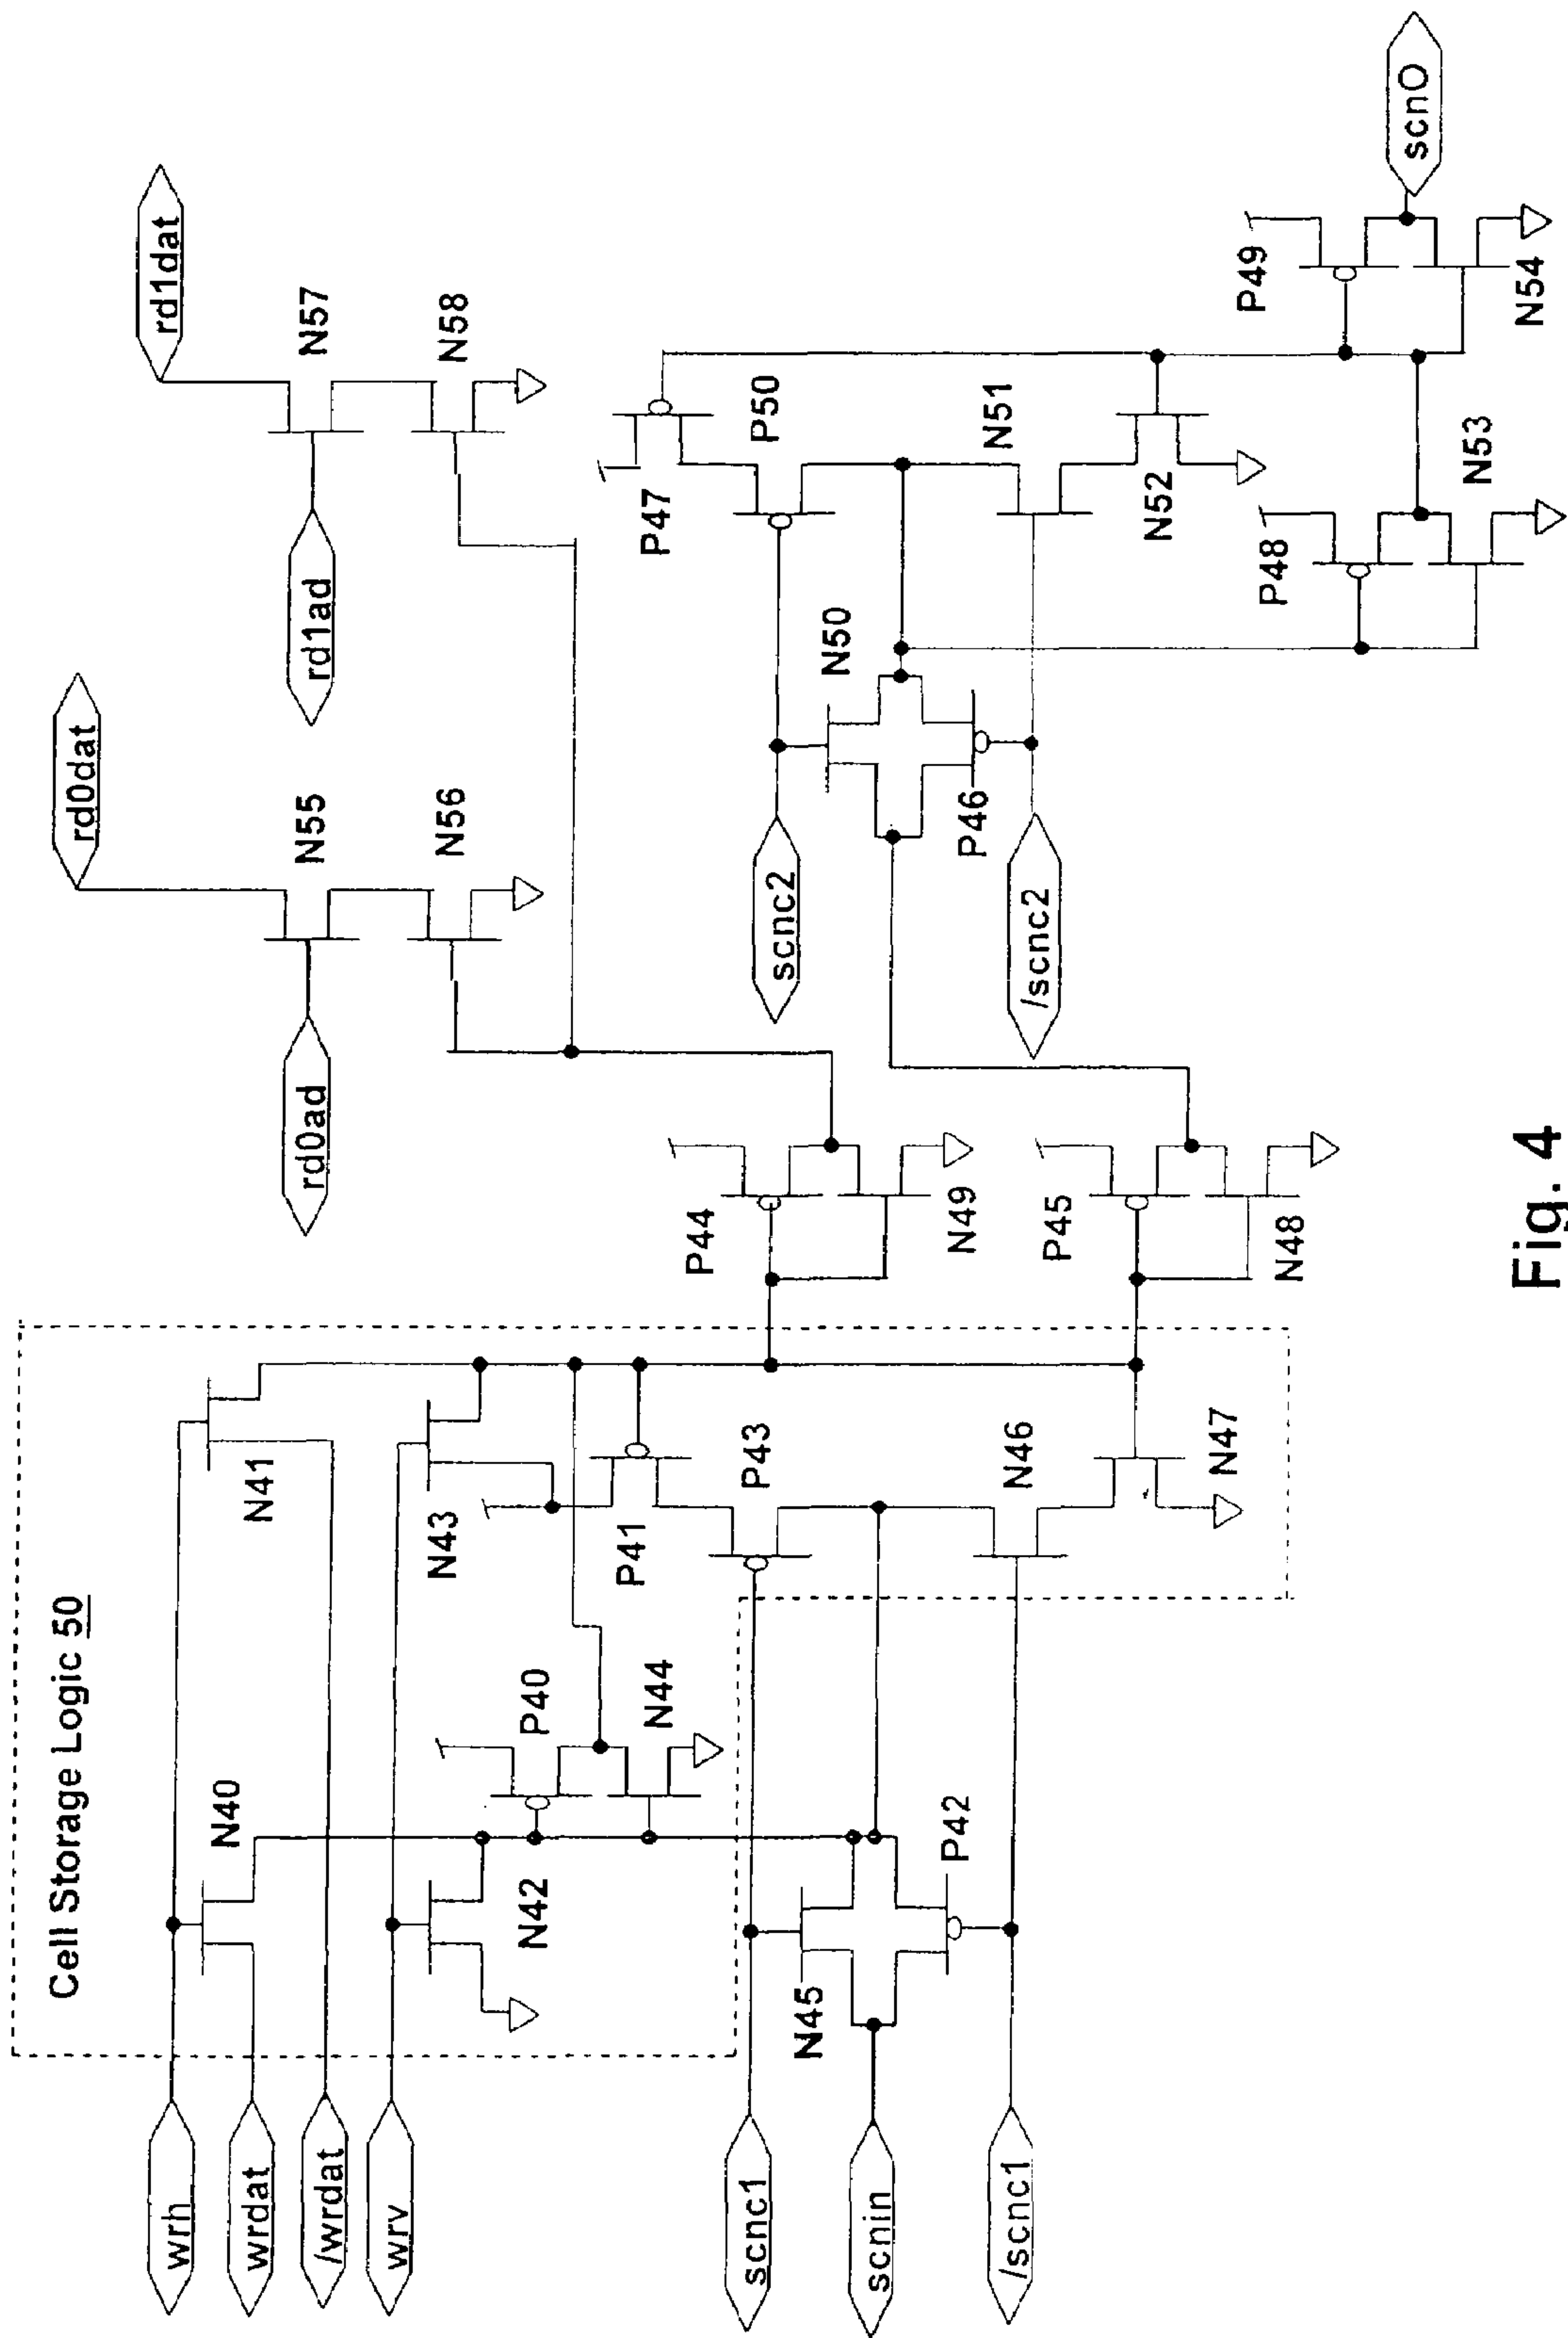 Cell Storage Logic 50
wrh
wrdat
/wrdat
wrv
scnc1
scnin
/scnc1
N40
N41
N42
N43
P40
N44
P41
P43
N45
P42
N46
N47
P44
N49
P45
N48
rd0ad
rd0dat
N55
N56
rd1ad
rd1dat
N57
N58
scnc2
/scnc2
N50
P46
P47
P50
N51
N52
P48
N53
P49
N54
scnO
Fig. 4